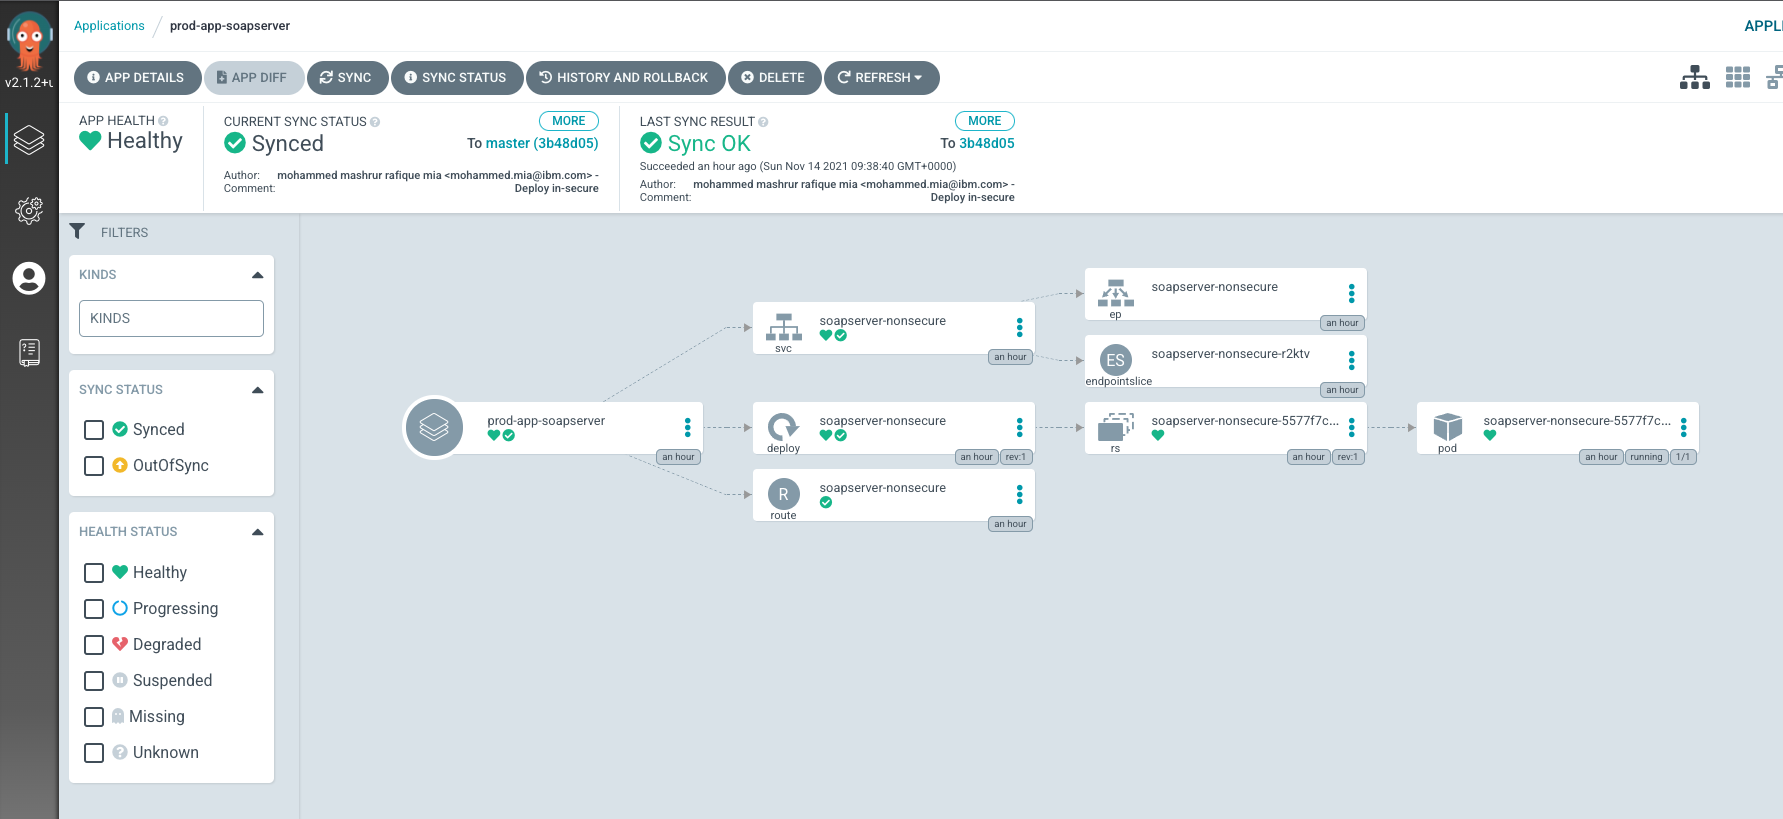 Applications / prod-app-soapserver
APPL
v2.1.2+u
APP DETAILS
APP DIFF
SYNC
SYNC STATUS
HISTORY AND ROLLBACK
DELETE
REFRESH
APP HEALTH
Healthy
CURRENT SYNC STATUS
MORE
Synced
To master (3b48d05)
Author: mohammed mashrur rafique mia <mohammed.mia@ibm.com> -
Comment: Deploy in-secure
LAST SYNC RESULT
MORE
Sync OK
To 3b48d05
Succeeded an hour ago (Sun Nov 14 2021 09:38:40 GMT+0000)
Author: mohammed mashrur rafique mia <mohammed.mia@ibm.com> -
Comment: Deploy in-secure
FILTERS
KINDS
KINDS
SYNC STATUS
Synced
OutOfSync
HEALTH STATUS
Healthy
Progressing
Degraded
Suspended
Missing
Unknown
prod-app-soapserver
an hour
soapserver-nonsecure
svc
an hour
soapserver-nonsecure
deploy
an hour
rev:1
soapserver-nonsecure
R
route
an hour
soapserver-nonsecure
ep
an hour
soapserver-nonsecure-r2ktv
ES
endpointslice
an hour
soapserver-nonsecure-5577f7c...
rs
an hour
rev:1
soapserver-nonsecure-5577f7c...
pod
an hour
running
1/1